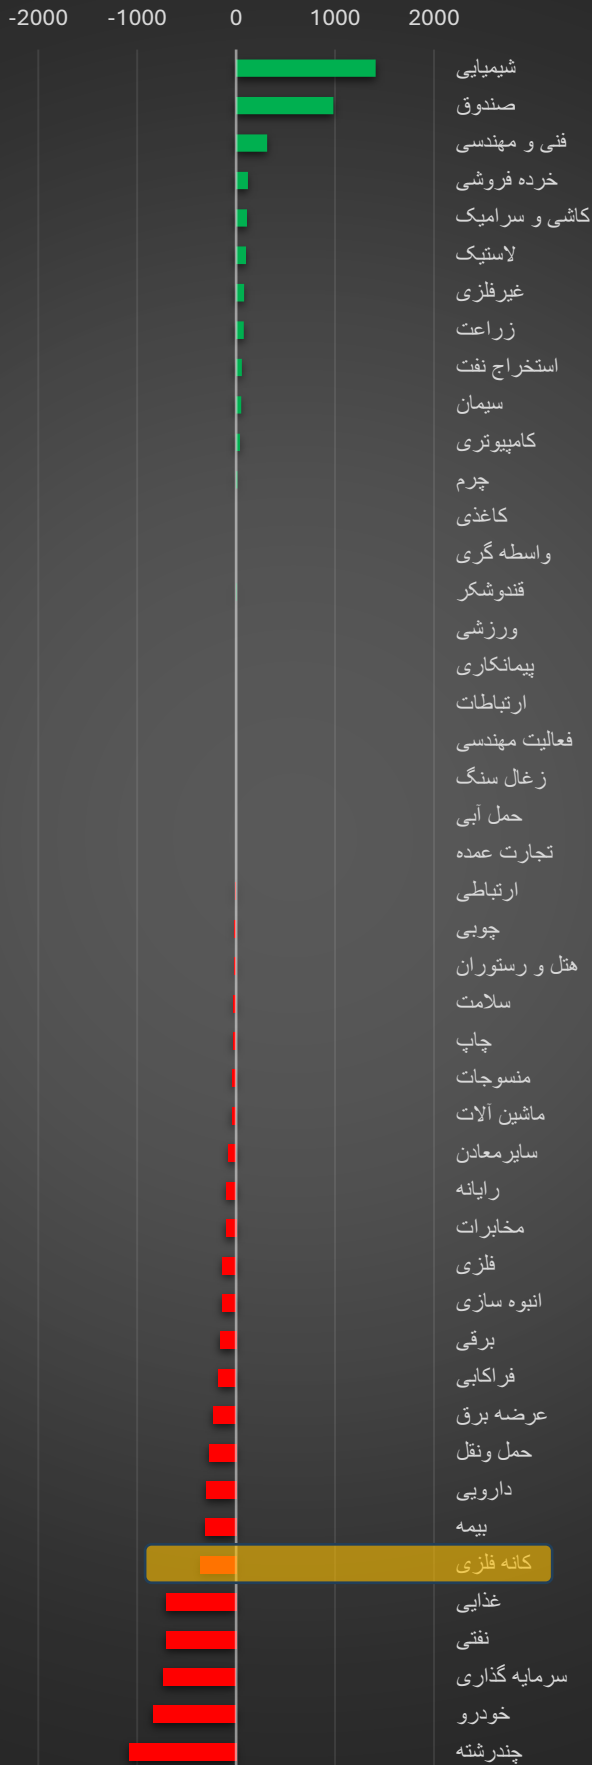 -2000 -1000 0 1000 2000
شیمیایی
صندوق
فنی و مهندسی
خرده فروشی
کاشی و سرامیک
لاستیک
غیرفلزی
زراعت
استخراج نفت
سیمان
کامپیوتری
چرم
کاغذی
واسطه گری
قندوشکر
ورزشی
پیمانکاری
ارتباطات
فعالیت مهندسی
زغال سنگ
حمل آبی
تجارت عمده
ارتباطی
چوبی
هتل و رستوران
سلامت
چاپ
منسوجات
ماشین آلات
سایرمعادن
رایانه
مخابرات
فلزی
انبوه سازی
برقی
فراکابی
عرضه برق
حمل ونقل
دارویی
بیمه
کانه فلزی
غذایی
نفتی
سرمایه گذاری
خودرو
چندرشته